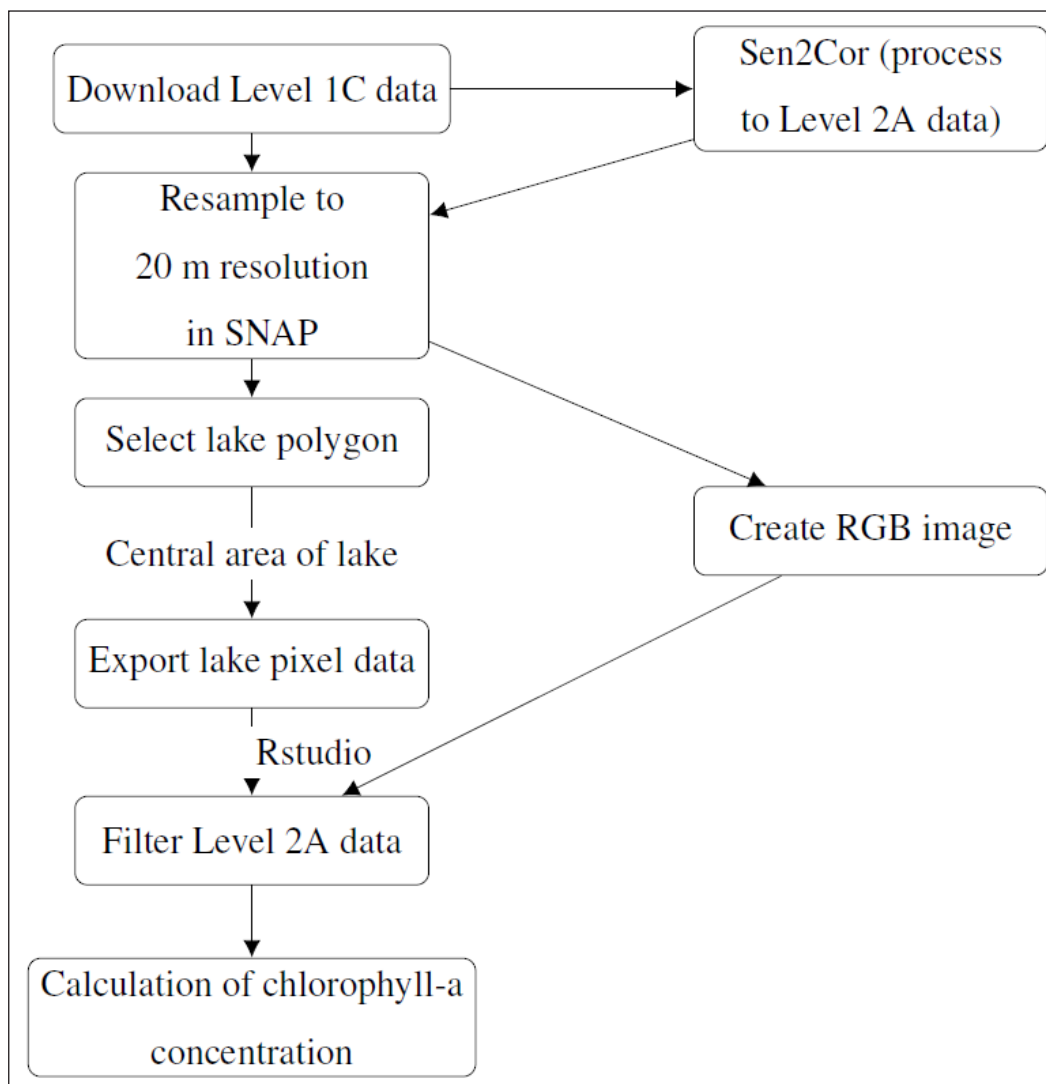 Download Level 1C data
Sen2Cor (process
to Level 2A data)
Resample to
20 m resolution
in SNAP
Select lake polygon
Central area of lake
Create RGB image
Export lake pixel data
Rstudio
Filter Level 2A data
Calculation of chlorophyll-a
concentration